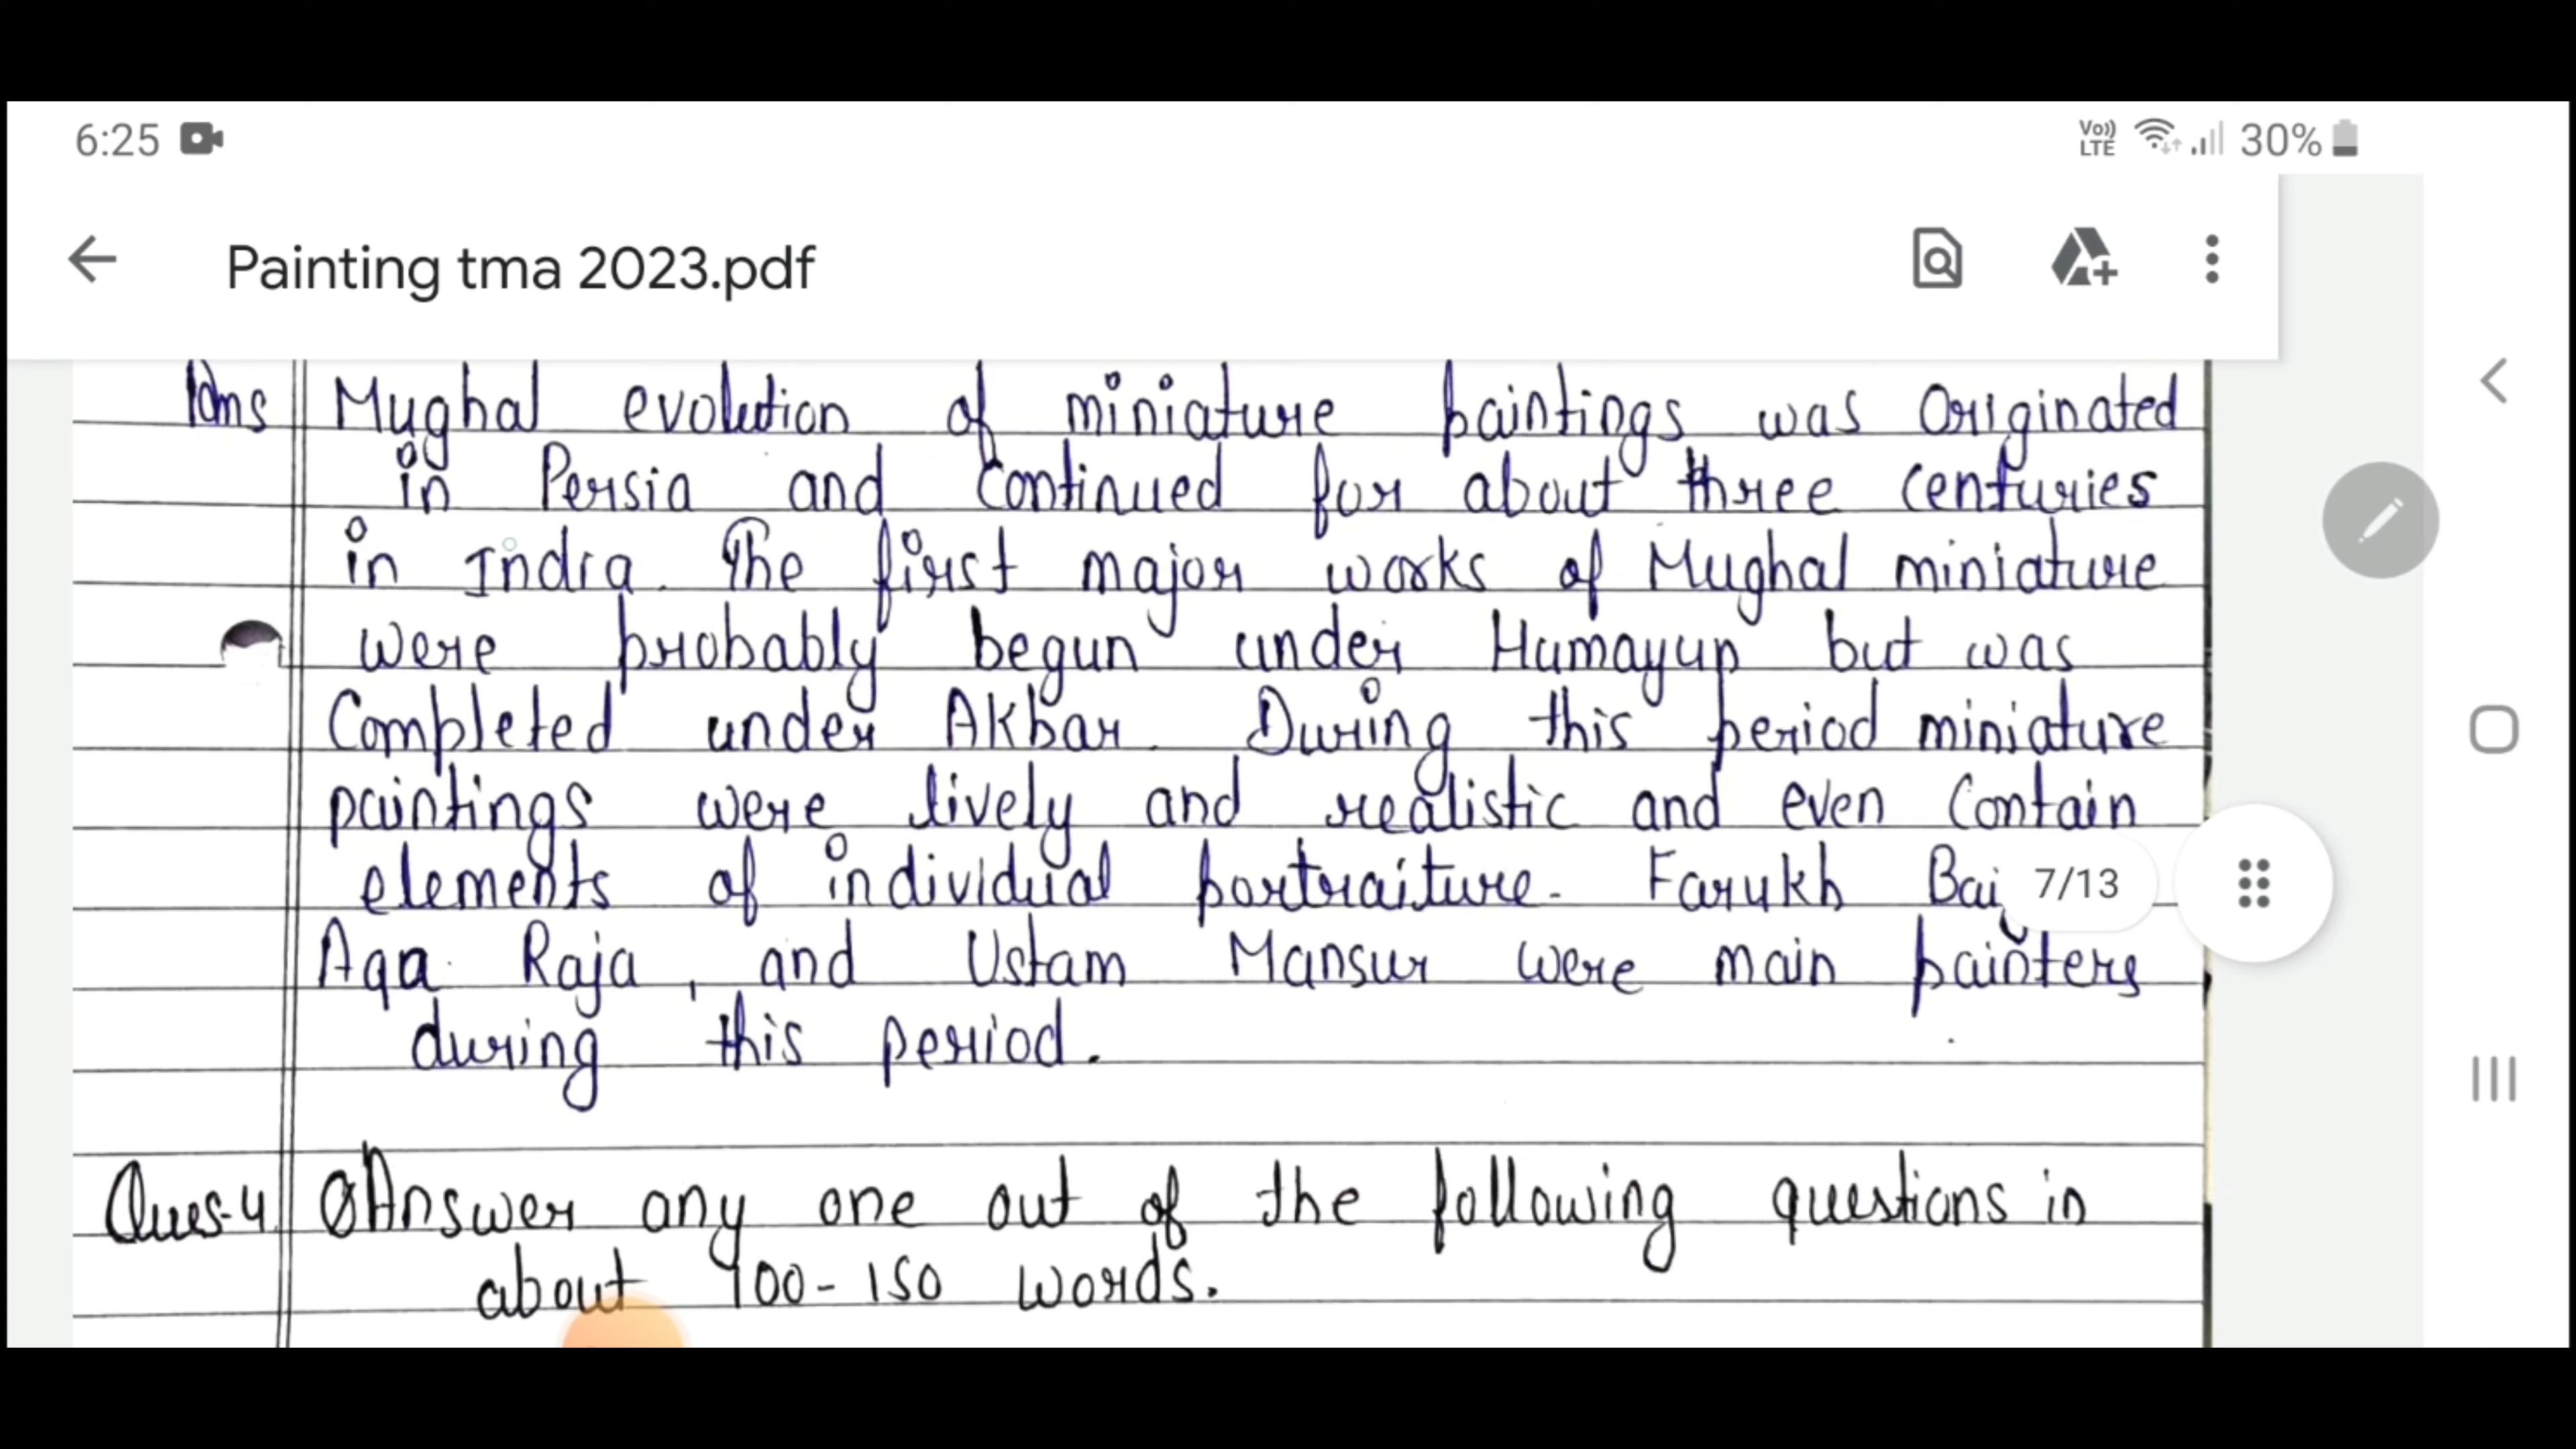 6:25
Vo)) LTE 30%
Painting tma 2023.pdf
Ans Mughal evolution of miniature paintings was Originated
in Persia and Continued for about three centuries
in India. The first major works of Mughal miniature
were probably begun under Humayun but was
Completed under Akbar. During this period miniature
paintings were lively and realistic and even Contain
elements of individual portraiture. Farukh
7/13
Aqa Raja, and Ustam Mansur were main painters
during this period.
Ques-4 Answer any one out of the following questions in
about 100-150 words.